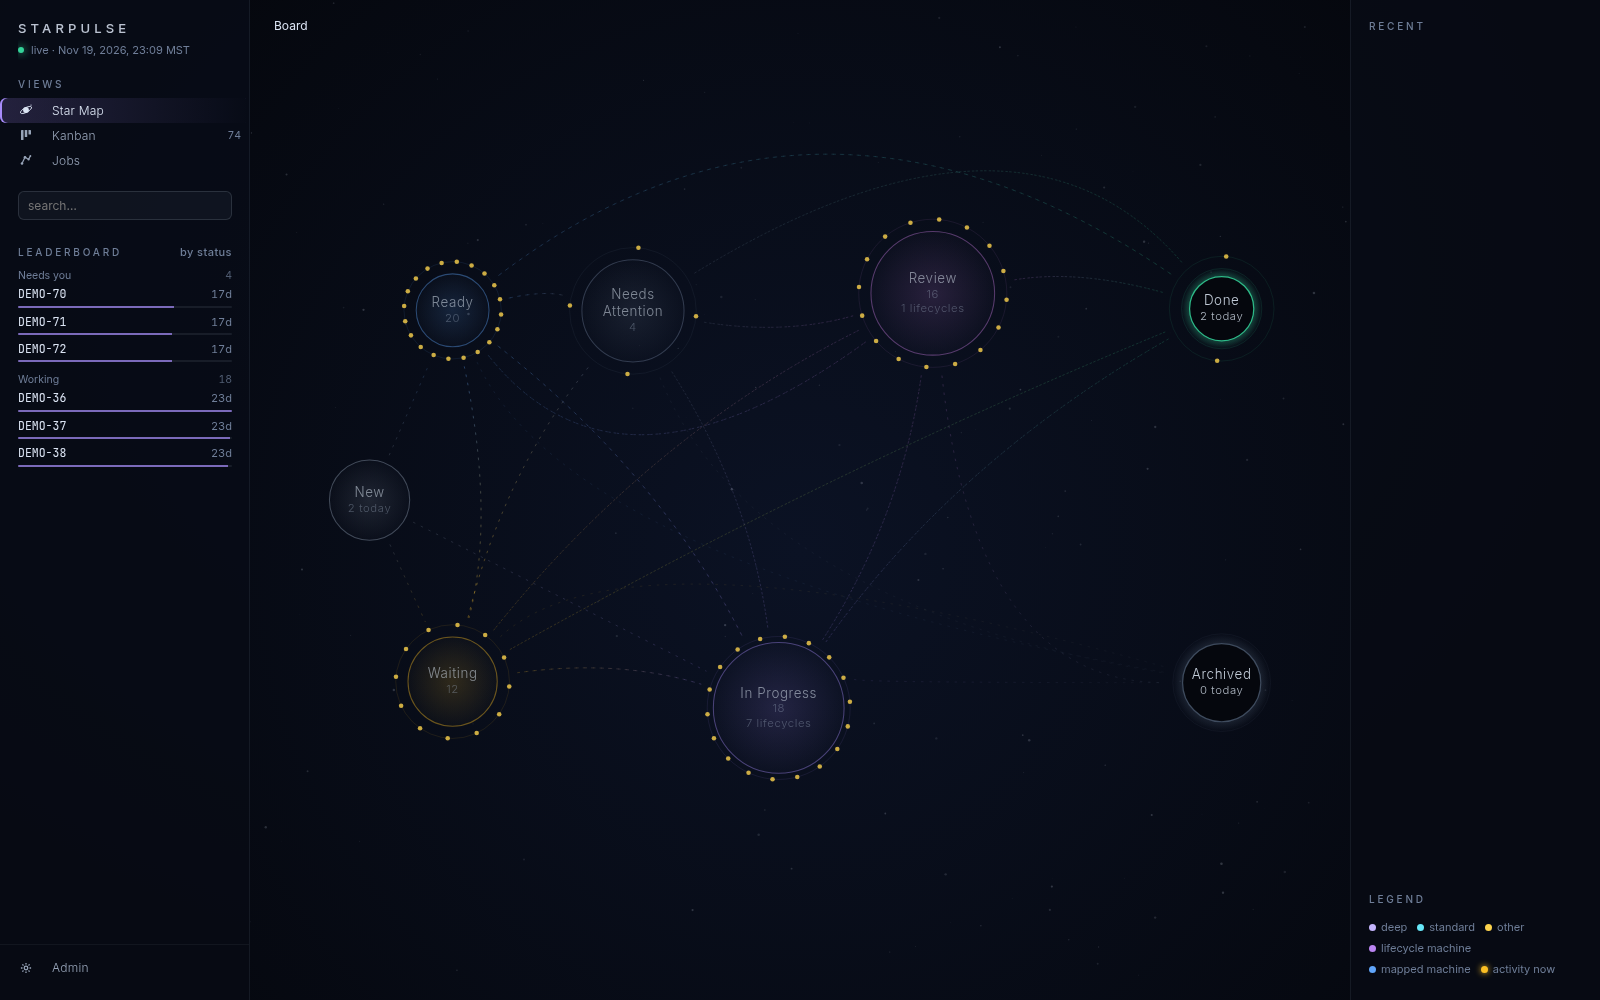 STARPULSE
live · Nov 19, 2026, 23:09 MST
VIEWS
Star Map
Kanban 74
Jobs
search...
LEADERBOARD by status
Needs you 4
DEMO-70 17d
DEMO-71 17d
DEMO-72 17d
Working 18
DEMO-36 23d
DEMO-37 23d
DEMO-38 23d
Admin
Board
Ready
20
Needs
Attention
4
Review
16
1 lifecycles
Done
2 today
New
2 today
Waiting
12
In Progress
18
7 lifecycles
Archived
0 today
RECENT
LEGEND
deep standard other
lifecycle machine
mapped machine activity now